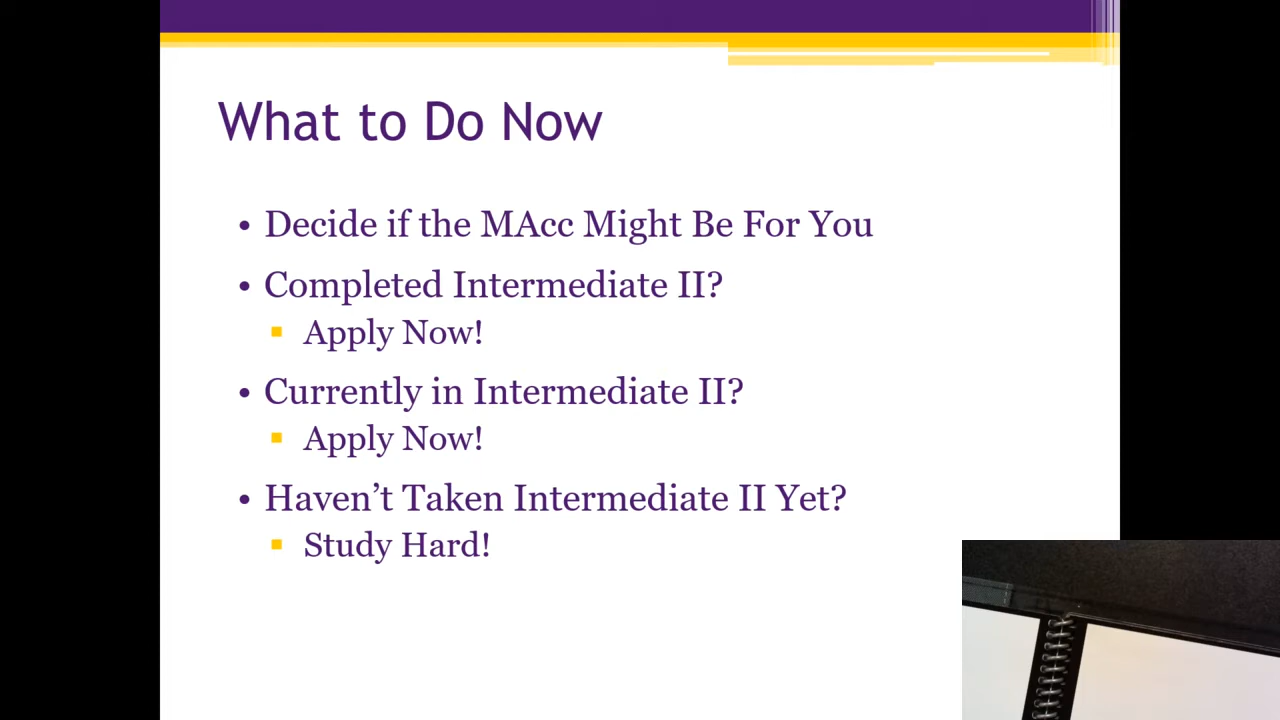 What to Do Now
• Decide if the MAcc Might Be For You
• Completed Intermediate II?
▪ Apply Now!
• Currently in Intermediate II?
▪ Apply Now!
• Haven’t Taken Intermediate II Yet?
▪ Study Hard!